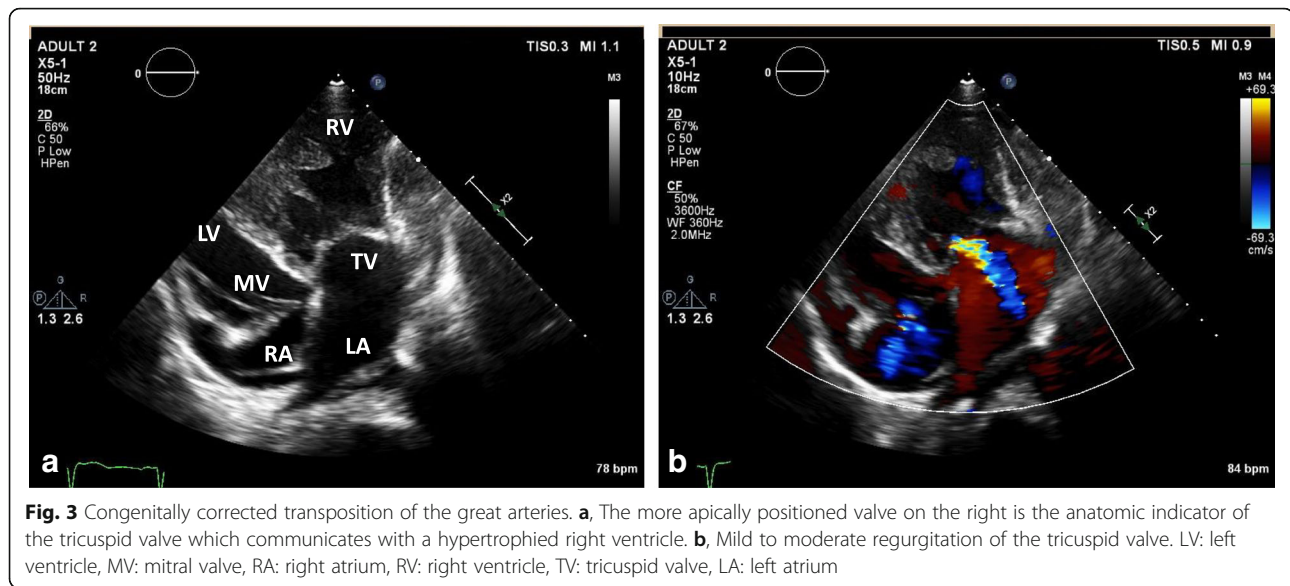 ADULT 2
TIS0.3 MI 1.1
X5-1
50Hz
18cm
0
P
M3
2D
66%
C 50
P Low
HPen
RV
X2
LV
TV
MV
G
P R
1.3 2.6
RA
LA
a
78 bpm
ADULT 2
TIS0.5 MI 0.9
X5-1
10Hz
18cm
0
P
M3 M4
+69.3
2D
67%
C 50
P Low
HPen
CF
50%
3600Hz
WF 360Hz
2.0MHz
X2
-69.3
cm/s
G
P R
1.3 2.6
b
84 bpm
Fig. 3 Congenitally corrected transposition of the great arteries. a, The more apically positioned valve on the right is the anatomic indicator of
the tricuspid valve which communicates with a hypertrophied right ventricle. b, Mild to moderate regurgitation of the tricuspid valve. LV: left
ventricle, MV: mitral valve, RA: right atrium, RV: right ventricle, TV: tricuspid valve, LA: left atrium